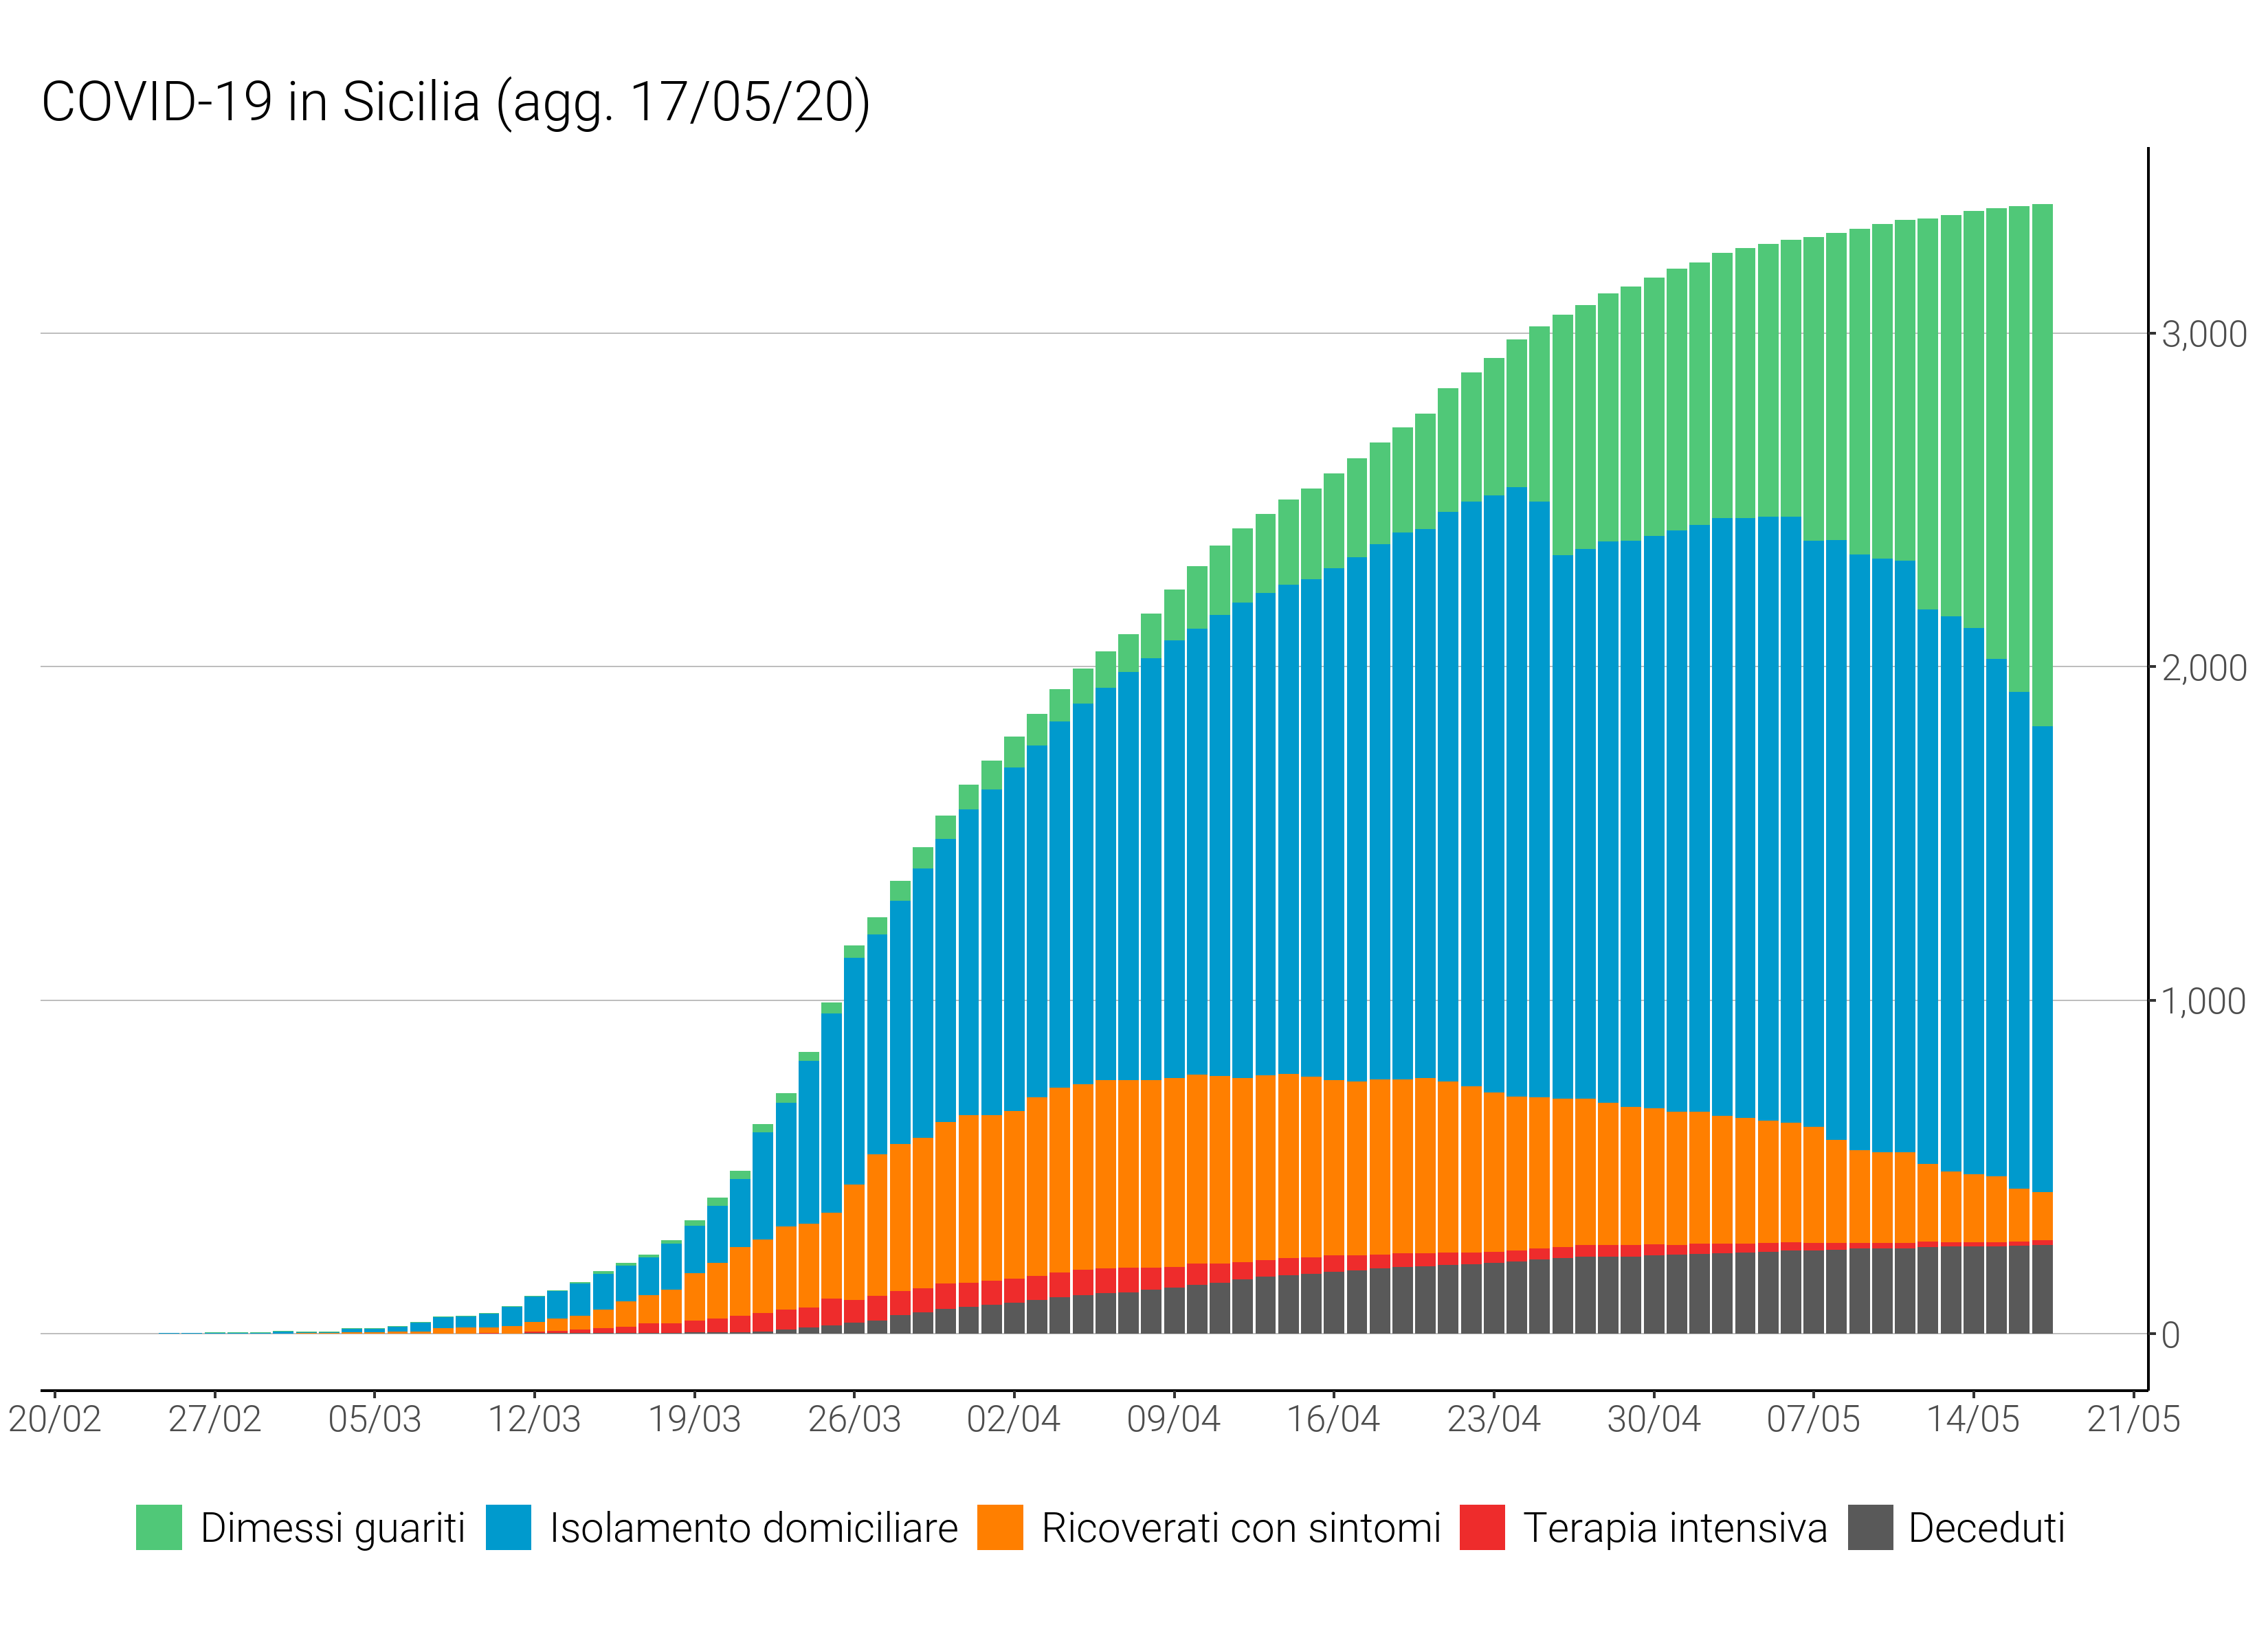 COVID-19 in Sicilia (agg. 17/05/20)
3,000
2,000
1,000
0
20/02 27/02 05/03 12/03 19/03 26/03 02/04 09/04 16/04 23/04 30/04 07/05 14/05 21/05
Dimessi guariti Isolamento domiciliare Ricoverati con sintomi Terapia intensiva Deceduti